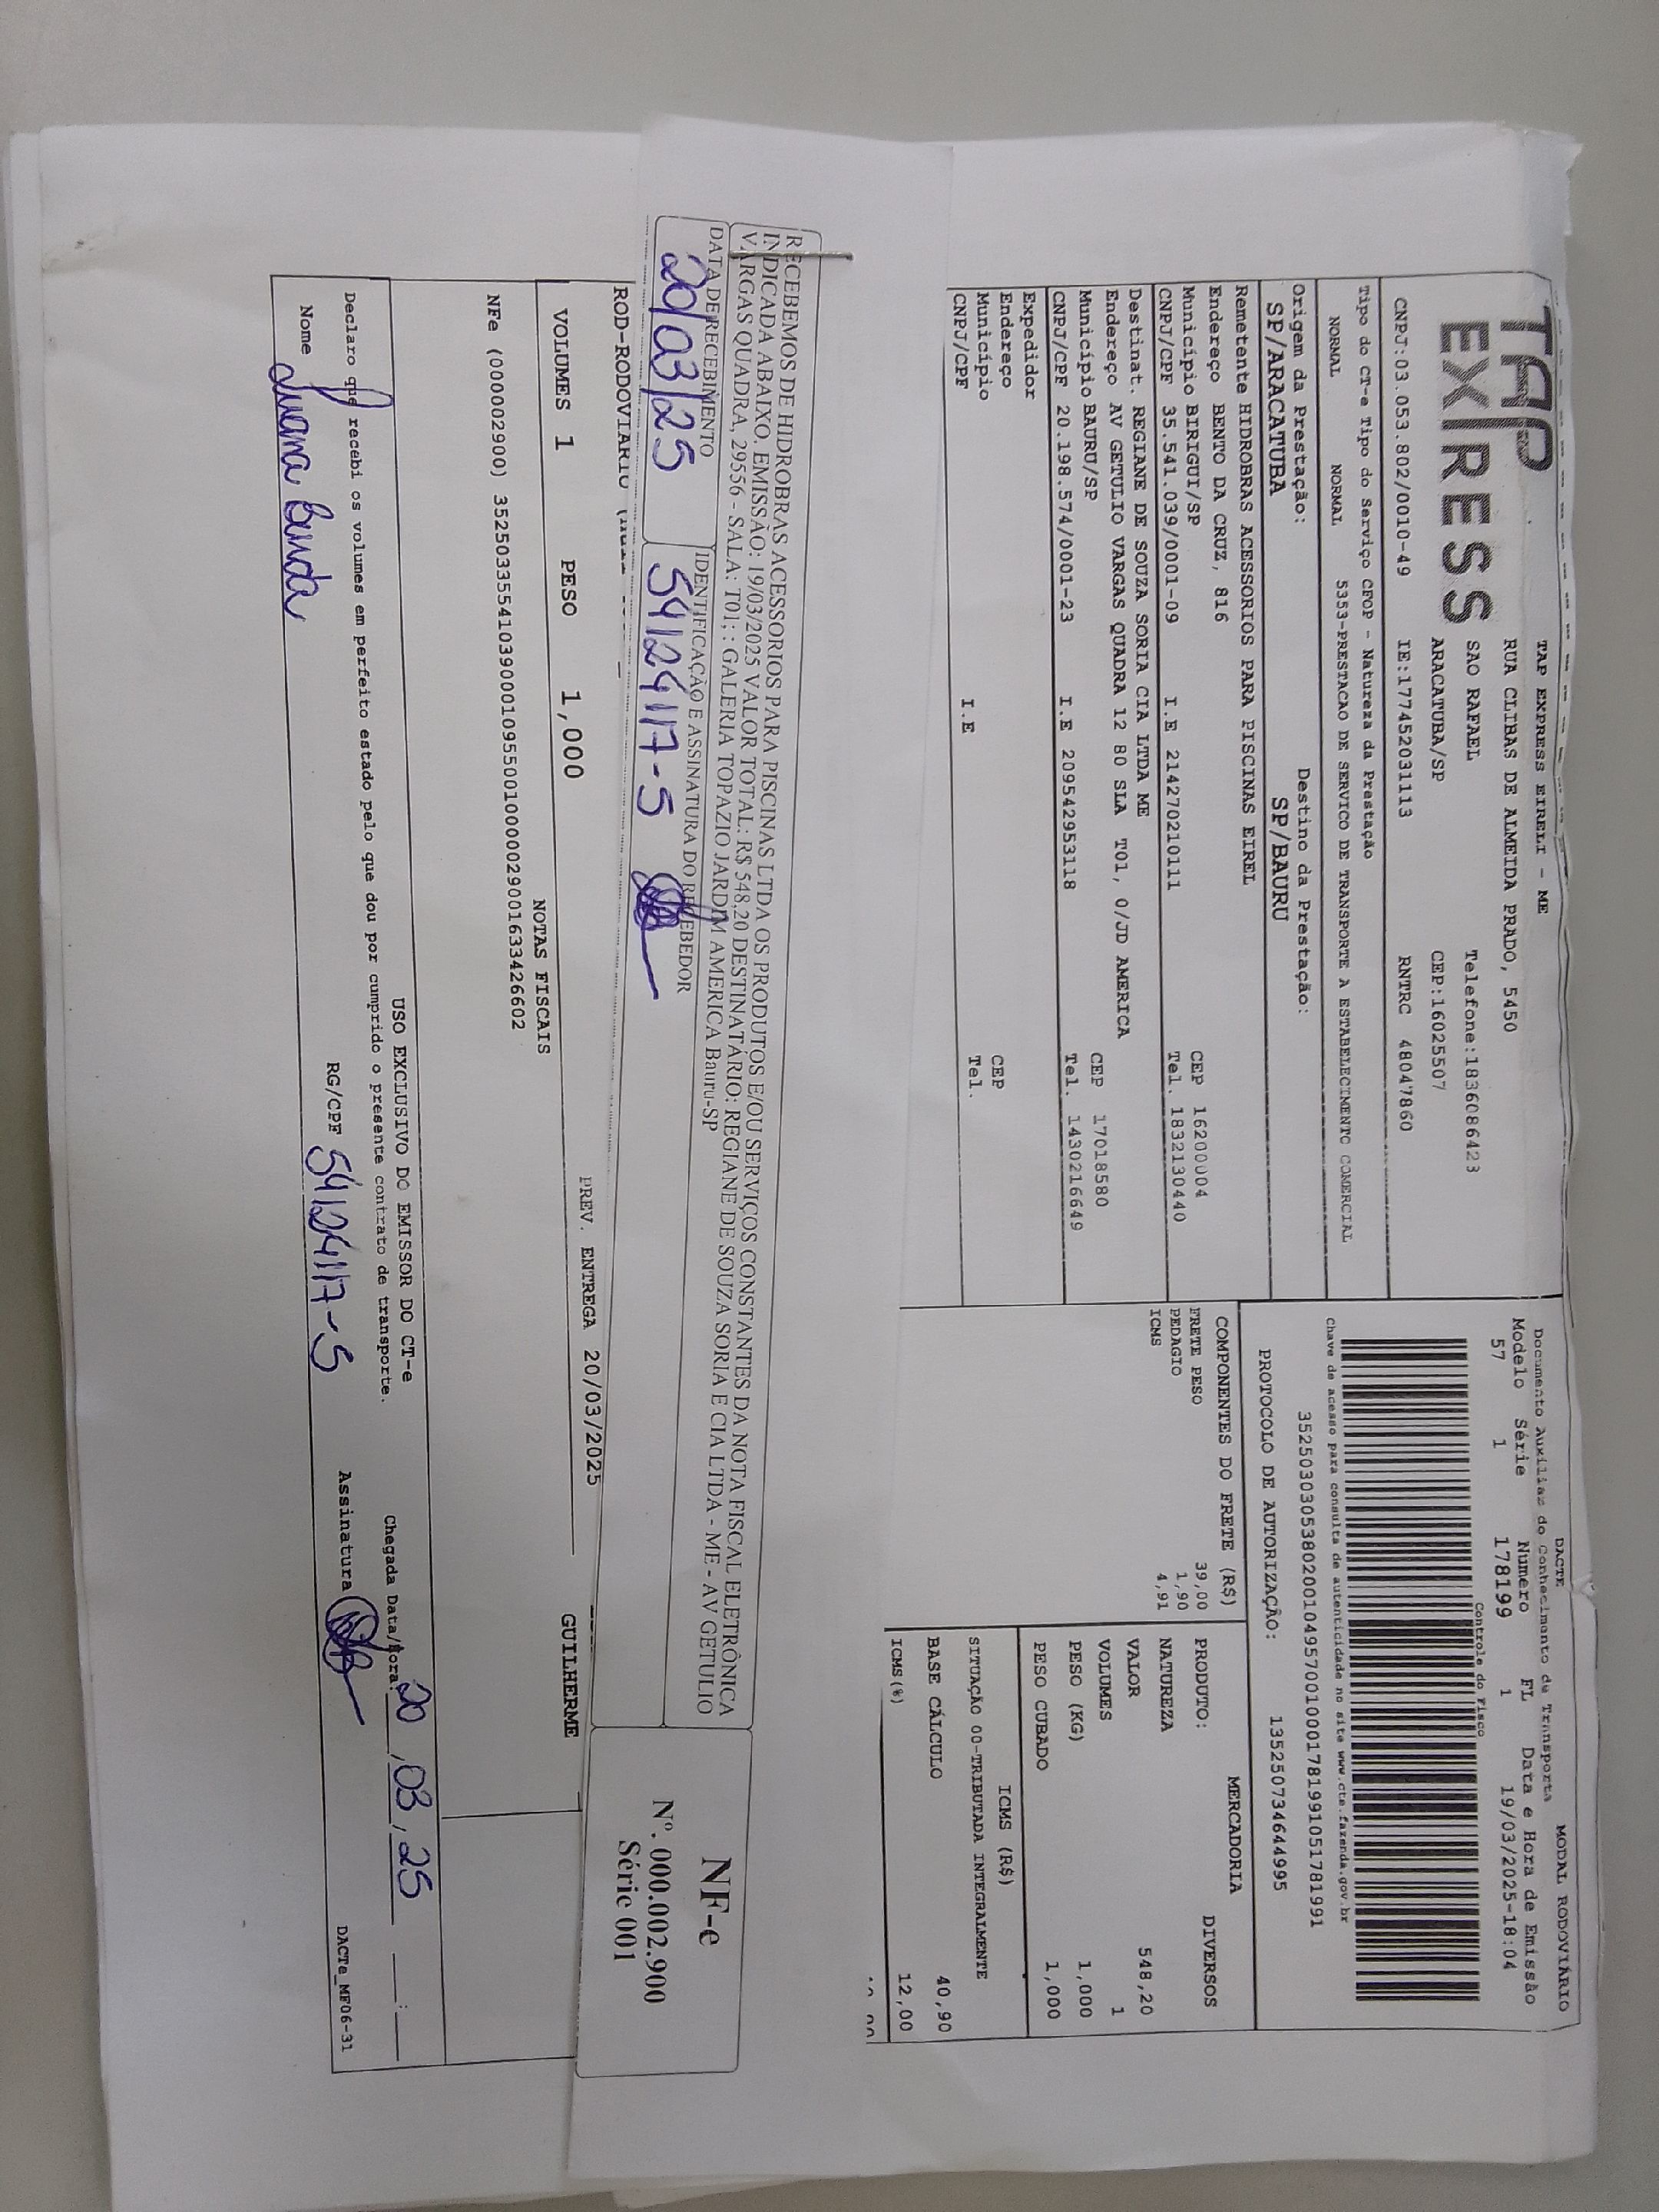 TAP EXPRESS
TAP EXPRESS EIRELI - ME
RUA CLIBAS DE ALMEIDA PRADO, 5450
SAO RAFAEL Telefone:1836086423
ARACATUBA/SP CEP:16025507
CNPJ:03.053.802/0010-49 IE:177452031113 RNTRC 48047860
DACTE MODAL RODOVIÁRIO
Documento Auxiliar do Conhecimento de Transporte
Modelo Série Numero FL Data e Hora de Emissão
57 1 178199 1 19/03/2025-18:04
Controle do Fisco
Chave de acesso para consulta de autenticidade no site www.cte.fazenda.gov.br
35250303053802001049570010001781991051781991
PROTOCOLO DE AUTORIZAÇÃO: 135250734644995
Tipo do CT-e Tipo do Serviço CFOP - Natureza da Prestação
NORMAL NORMAL 5353-PRESTACAO DE SERVICO DE TRANSPORTE A ESTABELECIMENTO COMERCIAL
Origem da Prestação: Destino da Prestação:
SP/ARACATUBA SP/BAURU
Remetente HIDROBRAS ACESSORIOS PARA PISCINAS EIREL
Endereço BENTO DA CRUZ, 816 CEP 16200004
Município BIRIGUI/SP Tel. 1832130440
CNPJ/CPF 35.541.039/0001-09 I.E 214270210111
Destinat. REGIANE DE SOUZA SORIA CIA LTDA ME
Endereço AV GETULIO VARGAS QUADRA 12 80 SLA T01, 0/JD AMERICA
Município BAURU/SP CEP 17018580
CNPJ/CPF 20.198.574/0001-23 I.E 209542953118 Tel. 1430216649
Expedidor
Endereço CEP
Município Tel.
CNPJ/CPF I.E
COMPONENTES DO FRETE (R$)
FRETE PESO 39,00
PEDAGIO 1,90
ICMS 4,91
MERCADORIA
PRODUTO: DIVERSOS
NATUREZA
VALOR 548,20
VOLUMES 1
PESO (KG) 1,000
PESO CUBADO 1,000
ICMS (R$)
SITUAÇÃO 00-TRIBUTADA INTEGRALMENTE
BASE CÁLCULO 40,90
ICMS(%) 12,00
RECEBEMOS DE HIDROBRAS ACESSORIOS PARA PISCINAS LTDA OS PRODUTOS E/OU SERVIÇOS CONSTANTES DA NOTA FISCAL ELETRÔNICA
INDICADA ABAIXO. EMISSÃO: 19/03/2025 VALOR TOTAL: R$ 548,20 DESTINATÁRIO: REGIANE DE SOUZA SORIA E CIA LTDA - ME - AV GETULIO
VARGAS QUADRA, 29556 - SALA: T01; : GALERIA TOPAZIO JARDIM AMERICA Bauru-SP
DATA DE RECEBIMENTO IDENTIFICAÇÃO E ASSINATURA DO RECEBEDOR
20/03/25 54124117-5
NF-e
Nº. 000.002.900
Série 001
ROD-RODOVIARIO
PREV. ENTREGA 20/03/2025
VOLUMES 1 PESO 1,000 GUILHERME
NOTAS FISCAIS
NFe (000002900) 35250335541039000109550010000029001633426602
USO EXCLUSIVO DO EMISSOR DO CT-e
Declaro que recebi os volumes em perfeito estado pelo que dou por cumprido o presente contrato de transporte.
Chegada Data/Hora: 20 , 03 , 25 __:__
Nome Luana RG/CPF 54124117-5 Assinatura
DACTe_MF06-31